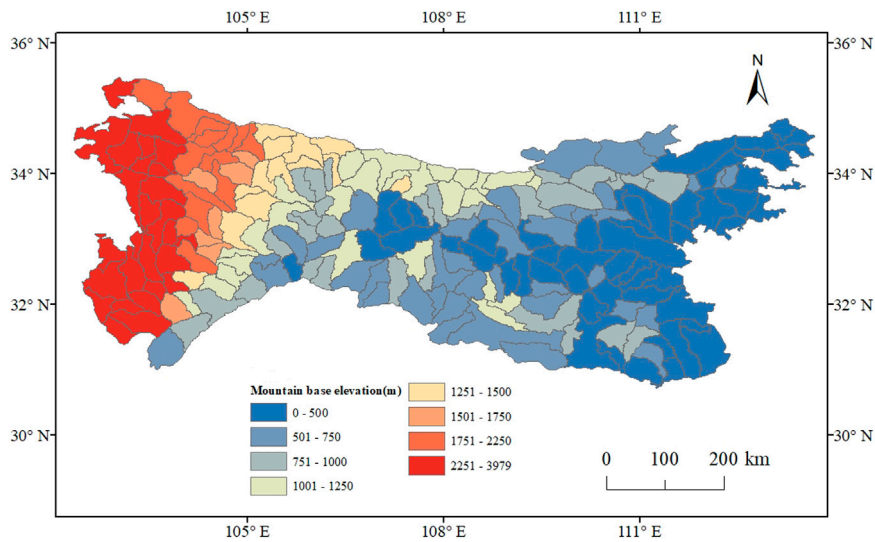 105° E 108° E 111° E
36° N 36° N
N
34° N 34° N
32° N 32° N
30° N 30° N
Mountain base elevation(m)
0 - 500
501 - 750
751 - 1000
1001 - 1250
1251 - 1500
1501 - 1750
1751 - 2250
2251 - 3979
0 100 200 km
105° E 108° E 111° E